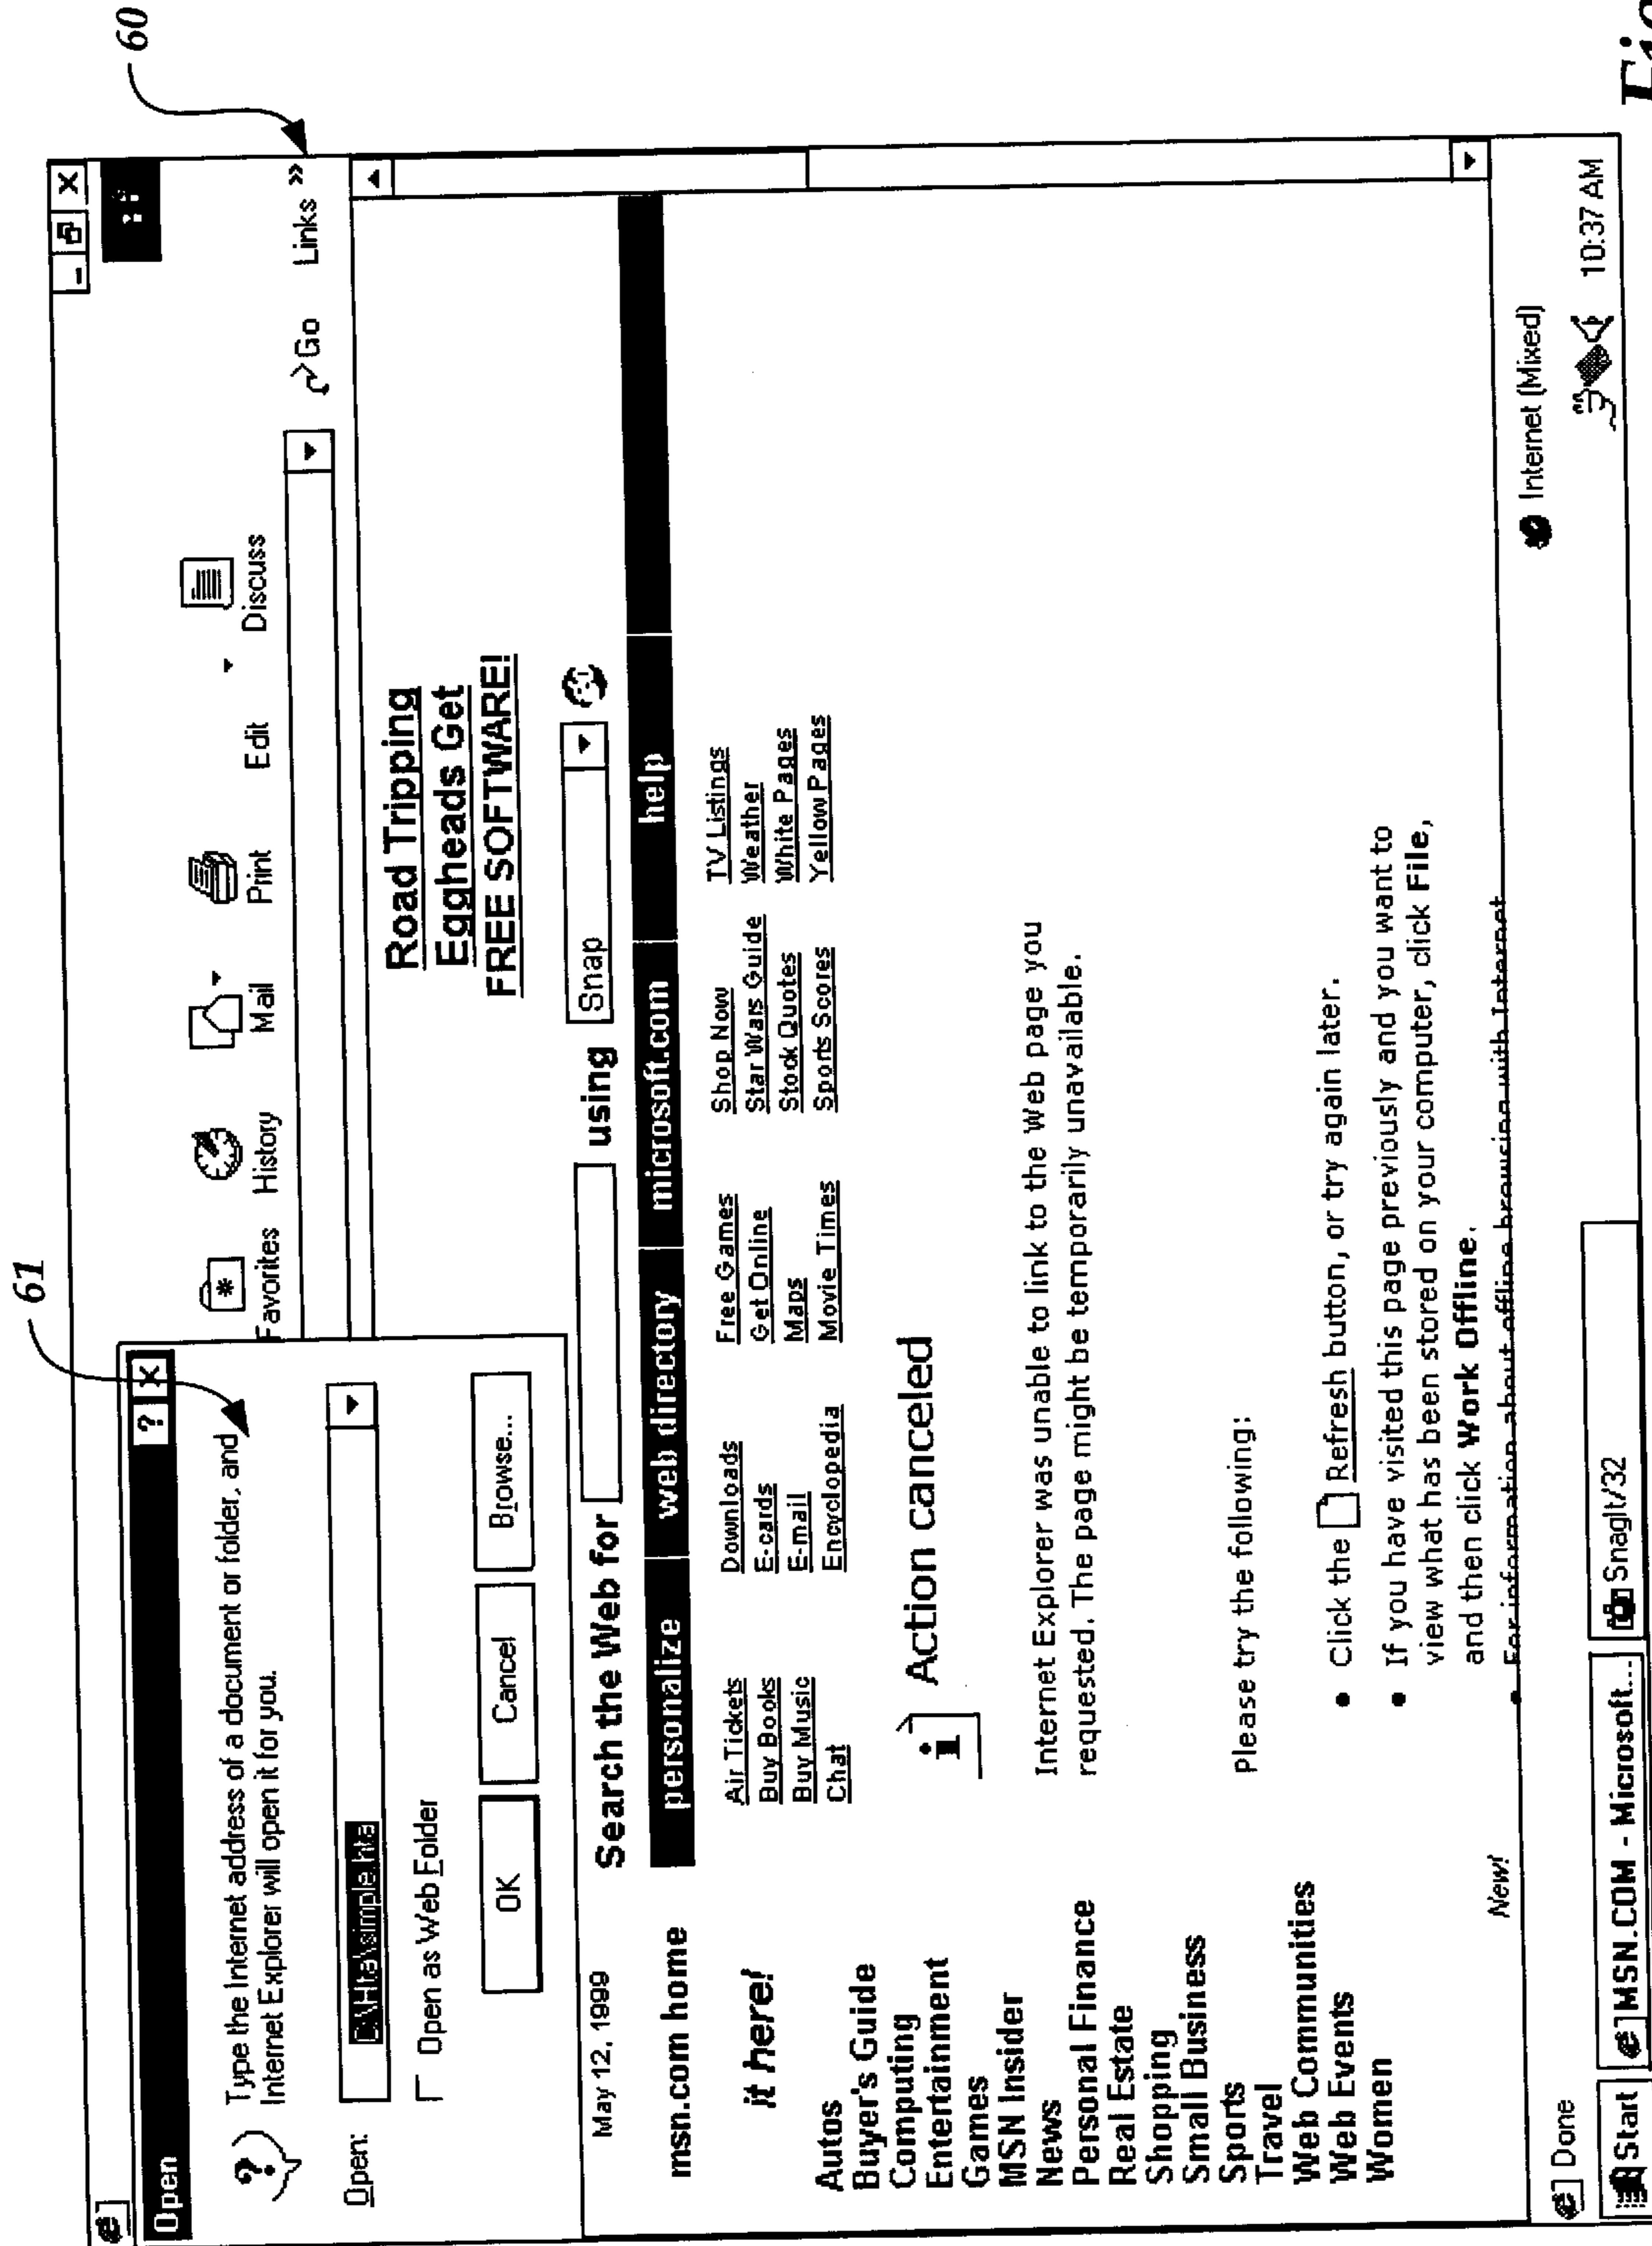 60
61
Open
Type the Internet address of a document or folder, and
Internet Explorer will open it for you.
Open:
Open as Web Folder
OK Cancel Browse...
Favorites History Mail Print Edit Discuss
Go Links »
Road Tripping
Eggheads Get
FREE SOFTWARE!
May 12, 1999 Search the Web for using Snap
msn.com home personalize web directory microsoft.com help
it here!
Air Tickets Downloads Free Games Shop Now TV Listings
Buy Books E-cards Get Online Star Wars Guide Weather
Buy Music E-mail Maps Stock Quotes White Pages
Chat Encyclopedia Movie Times Sports Scores Yellow Pages
Autos
Buyer's Guide
Computing
Entertainment
Games
MSN Insider
News
Personal Finance
Real Estate
Shopping
Small Business
Sports
Travel
Web Communities
Web Events
Women
New!
Action canceled
Internet Explorer was unable to link to the Web page you
requested. The page might be temporarily unavailable.
Please try the following:
• Click the Refresh button, or try again later.
• If you have visited this page previously and you want to
view what has been stored on your computer, click File,
and then click Work Offline.
• For information about offline browsing with Internet
Done Internet (Mixed)
Start MSN.COM - Microsoft... SnagIt/32 10:37 AM